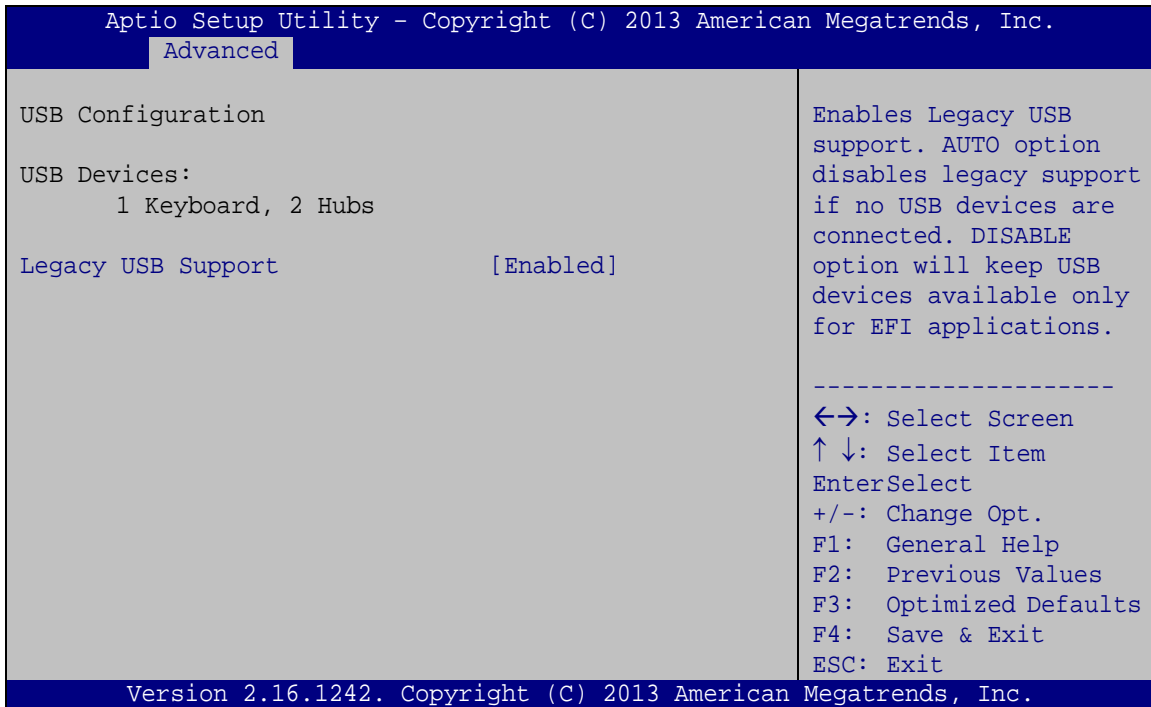 Aptio Setup Utility – Copyright (C) 2013 American Megatrends, Inc.
Advanced
USB Configuration
USB Devices:
1 Keyboard, 2 Hubs
Legacy USB Support [Enabled]
Enables Legacy USB
support. AUTO option
disables legacy support
if no USB devices are
connected. DISABLE
option will keep USB
devices available only
for EFI applications.
---------------------
←→: Select Screen
↑ ↓: Select Item
EnterSelect
+/-: Change Opt.
F1: General Help
F2: Previous Values
F3: Optimized Defaults
F4: Save & Exit
ESC: Exit
Version 2.16.1242. Copyright (C) 2013 American Megatrends, Inc.